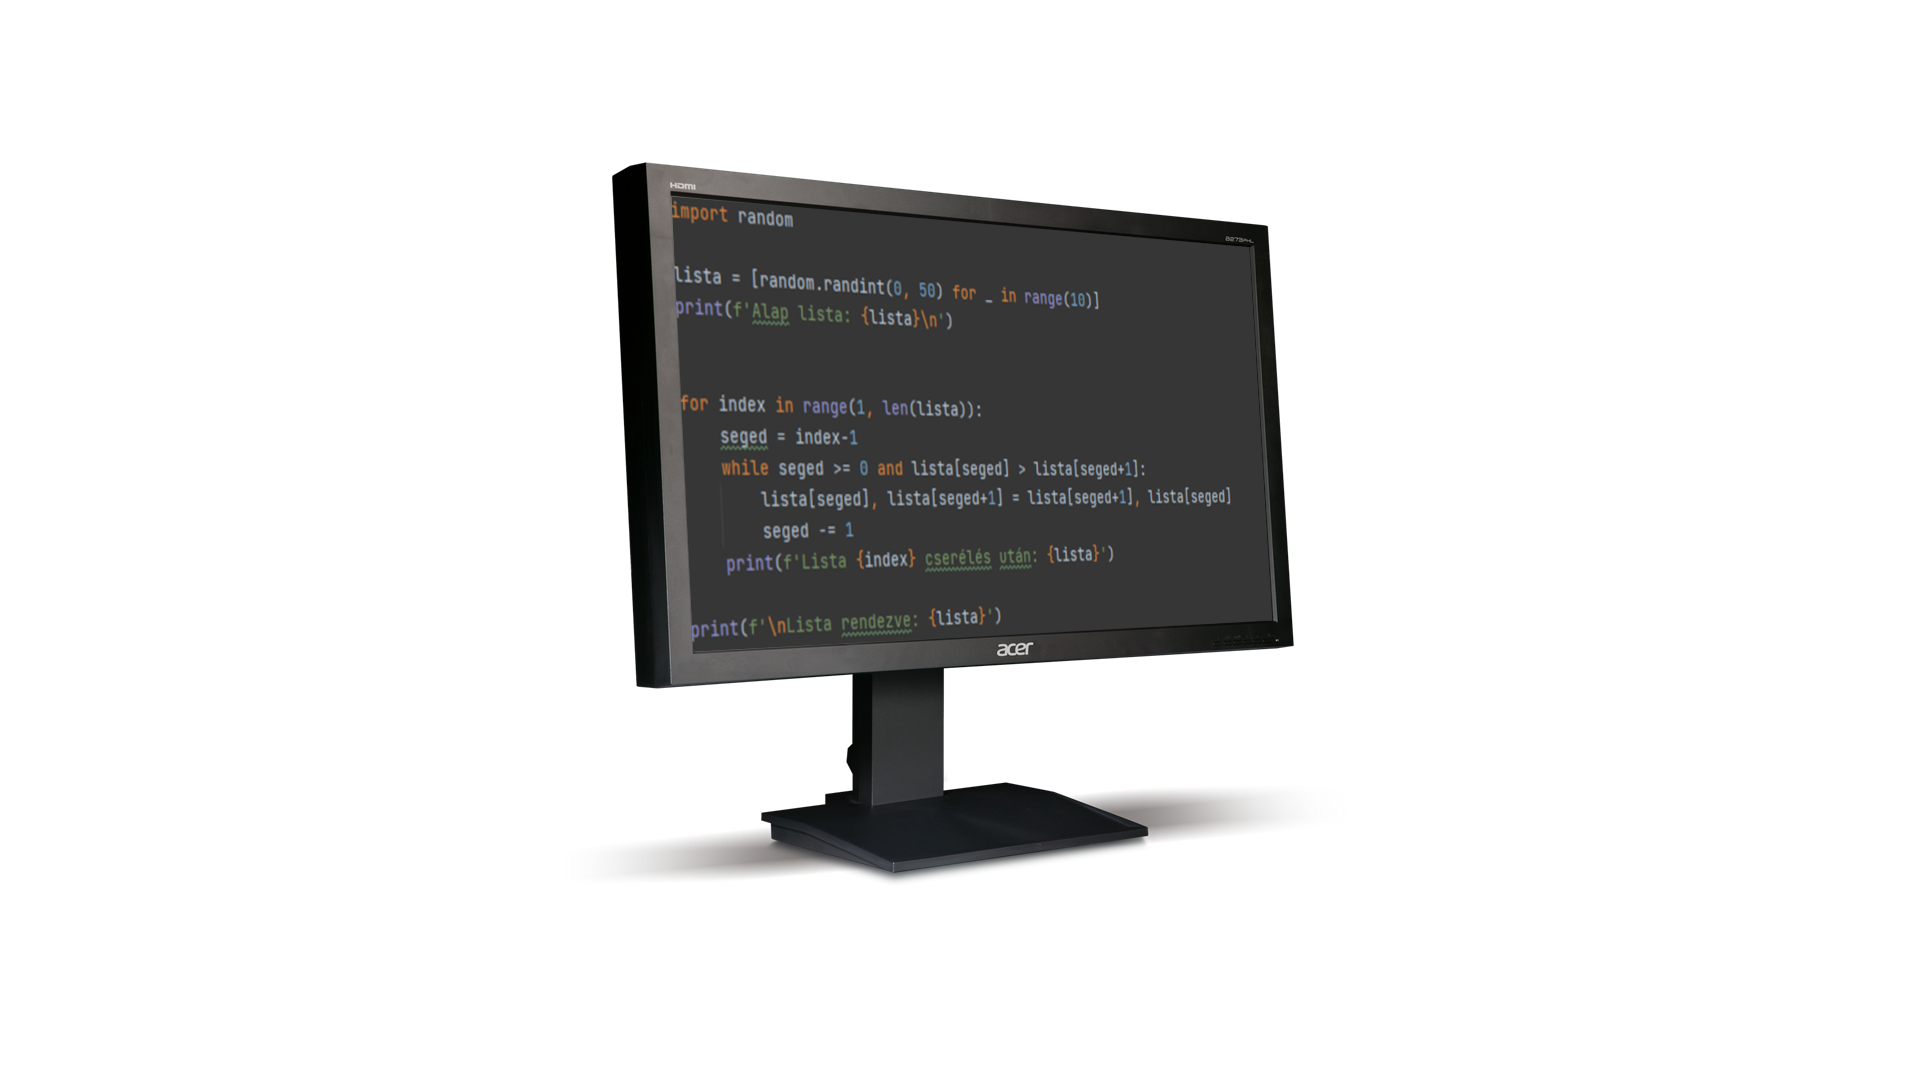 HDMI
import random
lista = [random.randint(0, 50) for _ in range(10)]
print(f'Alap lista: {lista}\n')
for index in range(1, len(lista)):
    seged = index-1
    while seged >= 0 and lista[seged] > lista[seged+1]:
        lista[seged], lista[seged+1] = lista[seged+1], lista[seged]
        seged -= 1
    print(f'Lista {index} cserélés után: {lista}')
print(f'\nLista rendezve: {lista}')
acer